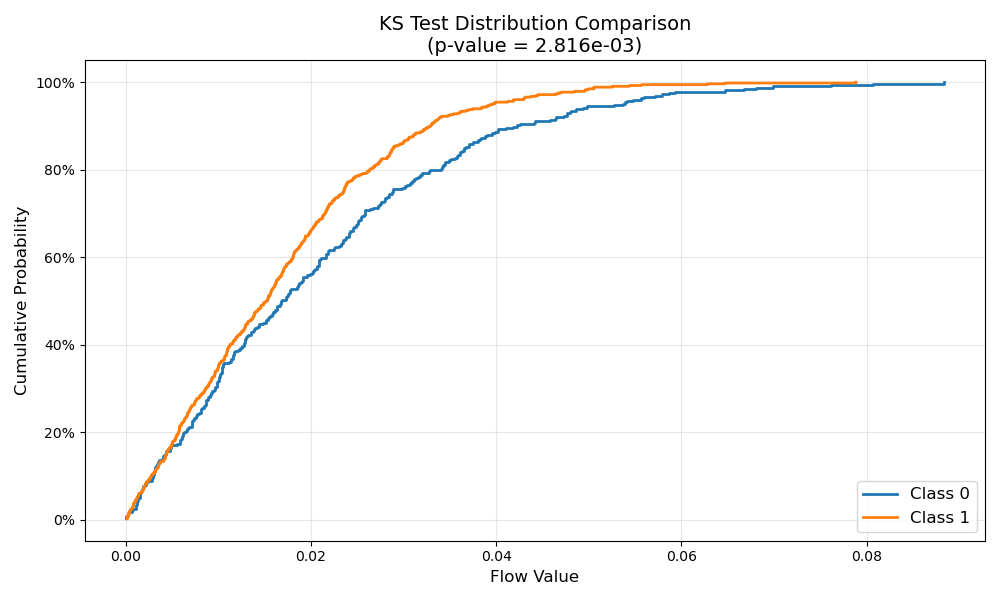 KS Test Distribution Comparison
(p-value = 2.816e-03)
Cumulative Probability
100%
80%
60%
40%
20%
0%
0.00 0.02 0.04 0.06 0.08
Flow Value
Class 0
Class 1